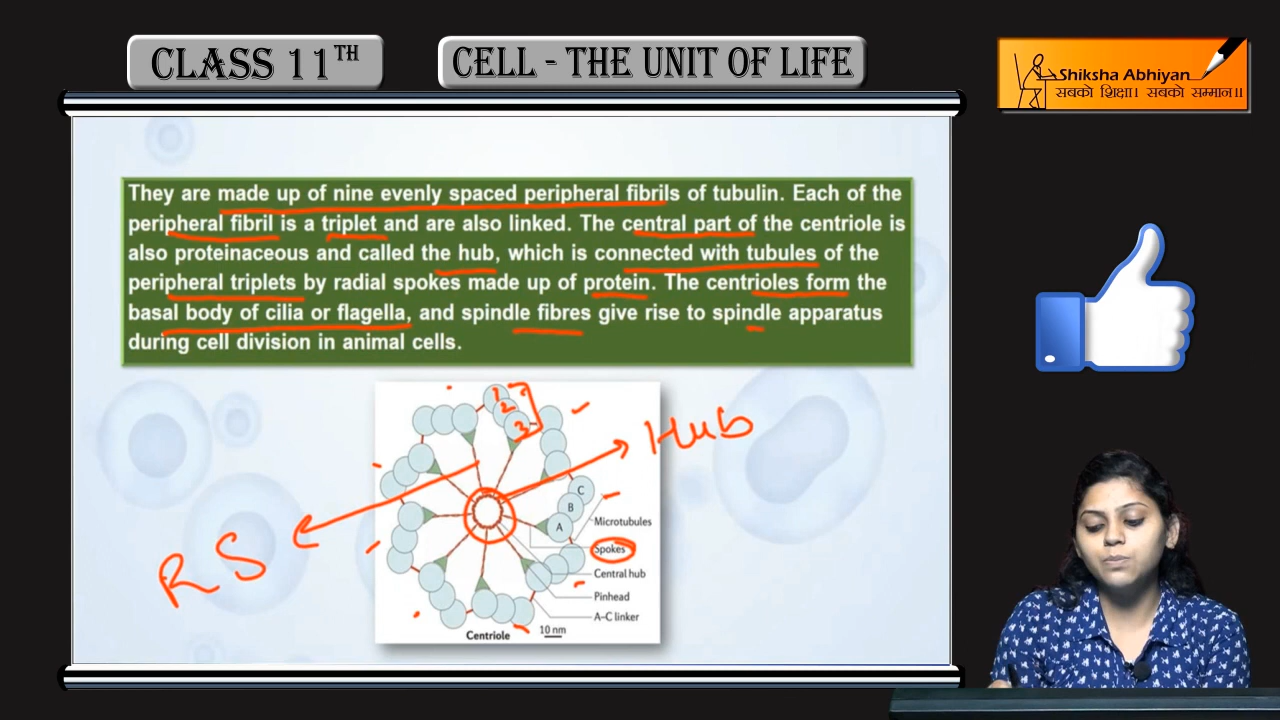 CLASS 11TH
CELL - THE UNIT OF LIFE
Shiksha Abhiyan
सबको शिक्षा। सबको सम्मान॥
They are made up of nine evenly spaced peripheral fibrils of tubulin. Each of the
peripheral fibril is a triplet and are also linked. The central part of the centriole is
also proteinaceous and called the hub, which is connected with tubules of the
peripheral triplets by radial spokes made up of protein. The centrioles form the
basal body of cilia or flagella, and spindle fibres give rise to spindle apparatus
during cell division in animal cells.
1
2
3
Hub
RS
C
B
A
Microtubules
Spokes
Central hub
Pinhead
A–C linker
Centriole
10 nm